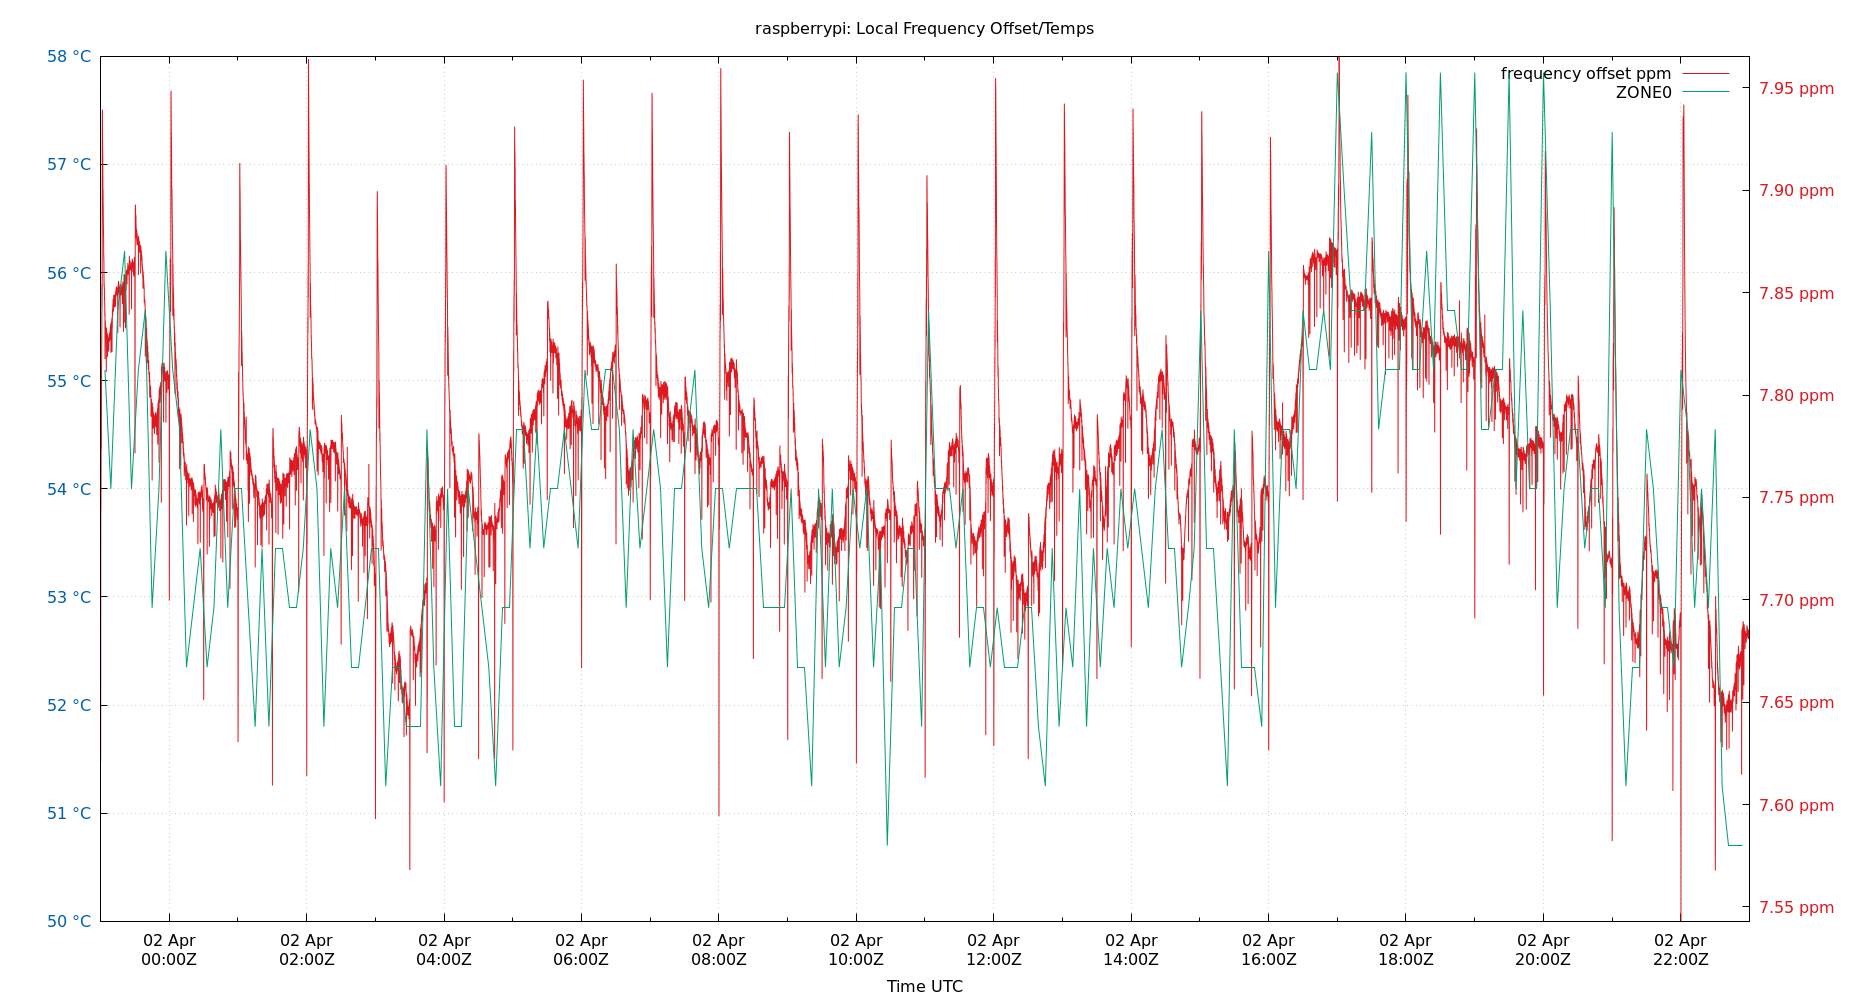 raspberrypi: Local Frequency Offset/Temps
frequency offset ppm
ZONE0
58 °C
57 °C
56 °C
55 °C
54 °C
53 °C
52 °C
51 °C
50 °C
7.95 ppm
7.90 ppm
7.85 ppm
7.80 ppm
7.75 ppm
7.70 ppm
7.65 ppm
7.60 ppm
7.55 ppm
02 Apr 02 Apr 02 Apr 02 Apr 02 Apr 02 Apr 02 Apr 02 Apr 02 Apr 02 Apr 02 Apr 02 Apr
00:00Z 02:00Z 04:00Z 06:00Z 08:00Z 10:00Z 12:00Z 14:00Z 16:00Z 18:00Z 20:00Z 22:00Z
Time UTC